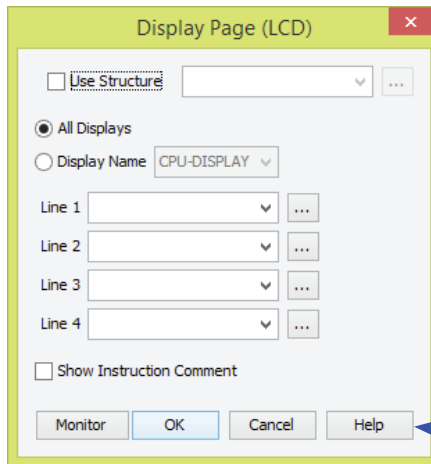 Display Page (LCD)
Use Structure
...
All Displays
Display Name CPU-DISPLAY
Line 1 ...
Line 2 ...
Line 3 ...
Line 4 ...
Show Instruction Comment
Monitor OK Cancel Help